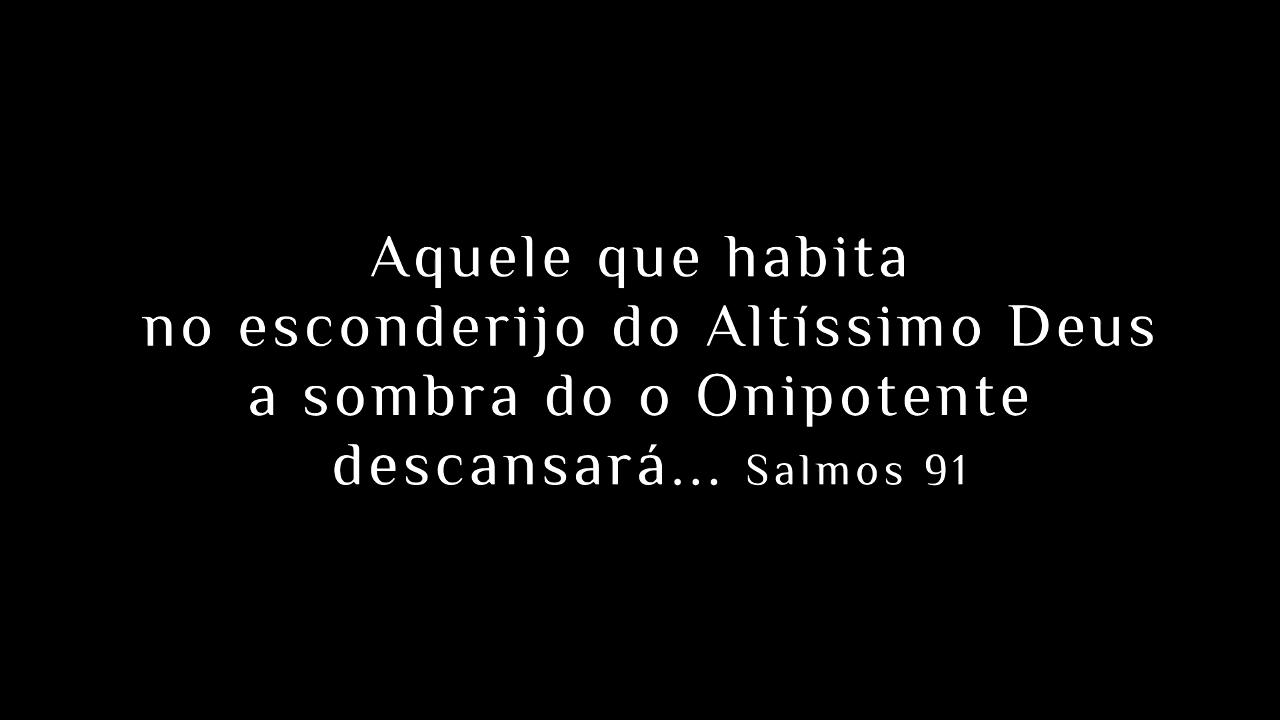 Aquele que habita
no esconderijo do Altíssimo Deus
a sombra do o Onipotente
descansará... Salmos 91